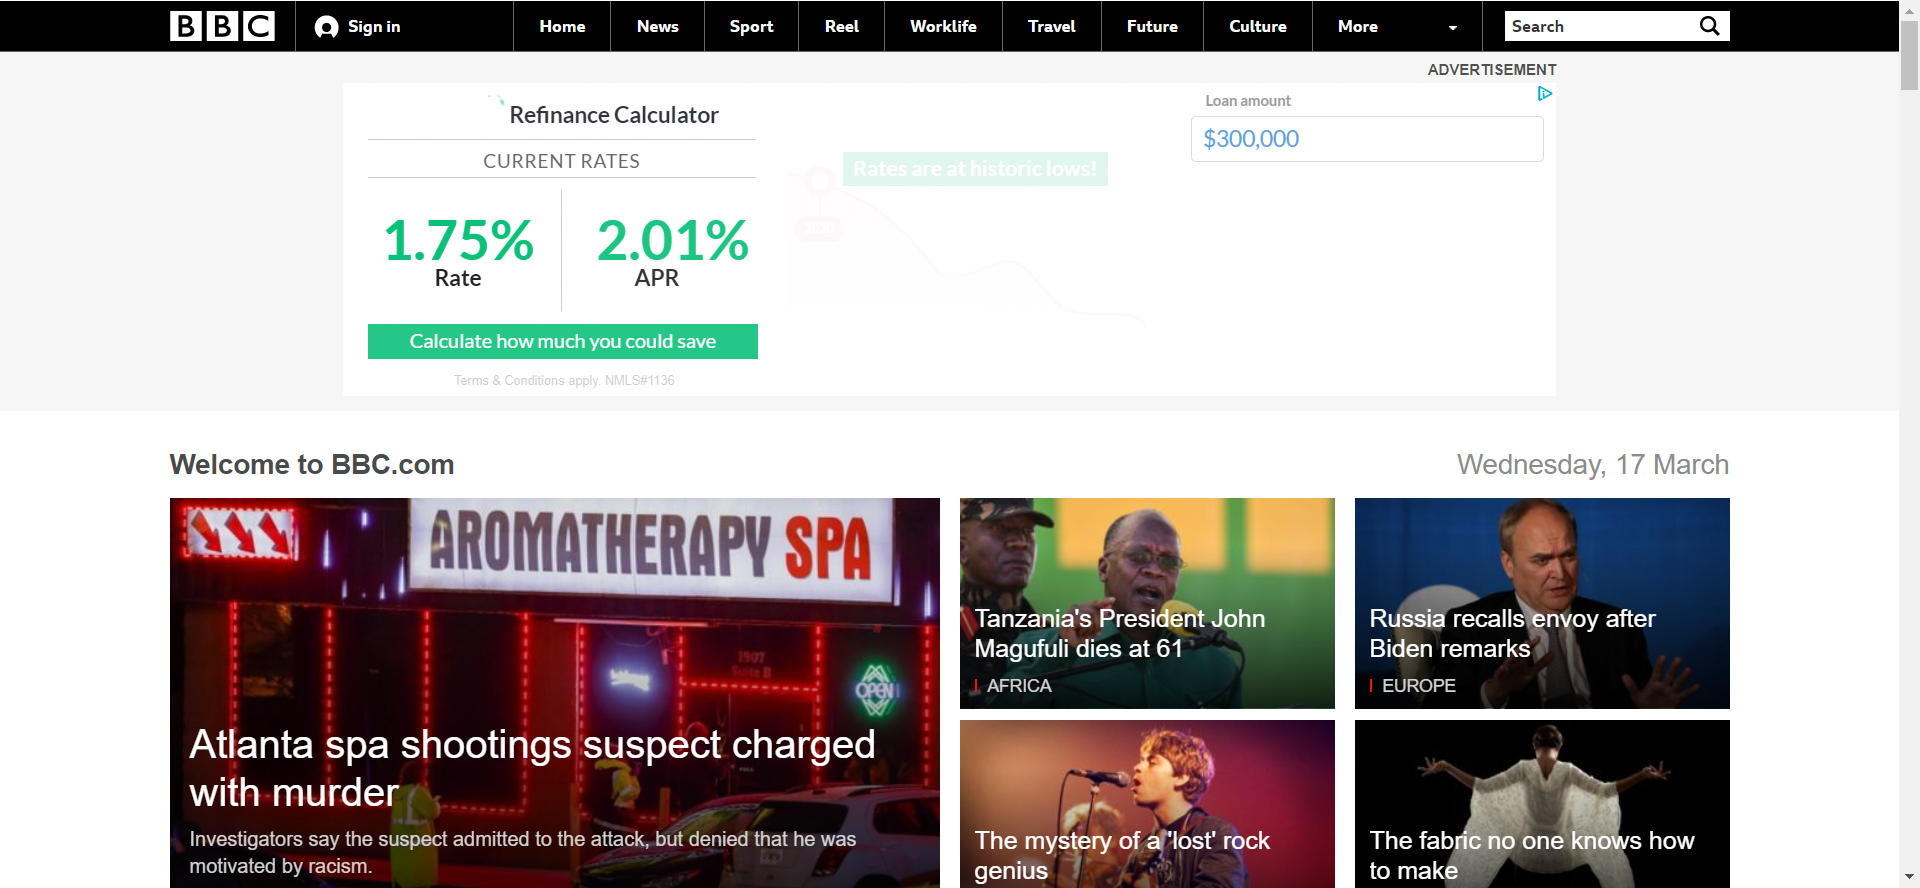 BBC
Sign in
Home
News
Sport
Reel
Worklife
Travel
Future
Culture
More
Search
ADVERTISEMENT
Refinance Calculator
CURRENT RATES
1.75%
Rate
2.01%
APR
Calculate how much you could save
Terms & Conditions apply. NMLS#1136
Rates are at historic lows!
Loan amount
$300,000
Welcome to BBC.com
Wednesday, 17 March
AROMATHERAPY SPA
1907
Suite B
OPEN
Atlanta spa shootings suspect charged
with murder
Investigators say the suspect admitted to the attack, but denied that he was
motivated by racism.
Tanzania's President John
Magufuli dies at 61
AFRICA
Russia recalls envoy after
Biden remarks
EUROPE
The mystery of a 'lost' rock
genius
The fabric no one knows how
to make